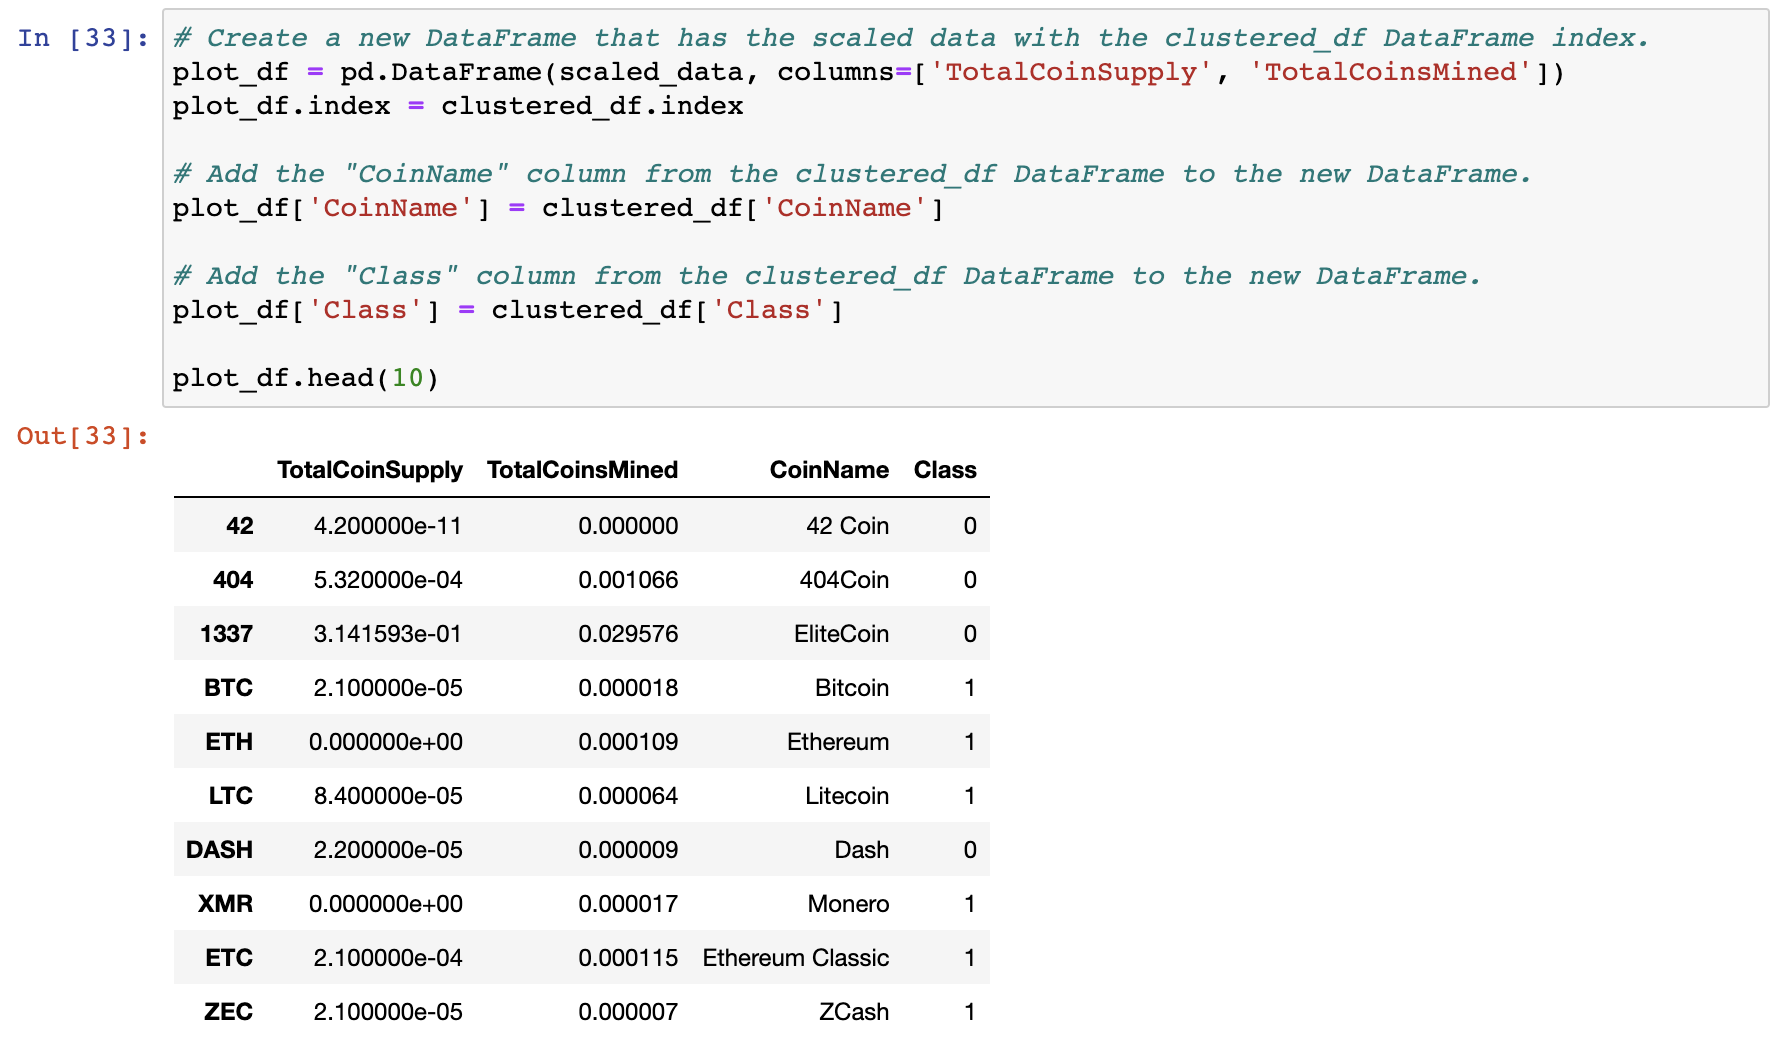 In [33]: # Create a new DataFrame that has the scaled data with the clustered_df DataFrame index.
plot_df = pd.DataFrame(scaled_data, columns=['TotalCoinSupply', 'TotalCoinsMined'])
plot_df.index = clustered_df.index
# Add the "CoinName" column from the clustered_df DataFrame to the new DataFrame.
plot_df['CoinName'] = clustered_df['CoinName']
# Add the "Class" column from the clustered_df DataFrame to the new DataFrame.
plot_df['Class'] = clustered_df['Class']
plot_df.head(10)
Out[33]:
TotalCoinSupply TotalCoinsMined CoinName Class
42 4.200000e-11 0.000000 42 Coin 0
404 5.320000e-04 0.001066 404Coin 0
1337 3.141593e-01 0.029576 EliteCoin 0
BTC 2.100000e-05 0.000018 Bitcoin 1
ETH 0.000000e+00 0.000109 Ethereum 1
LTC 8.400000e-05 0.000064 Litecoin 1
DASH 2.200000e-05 0.000009 Dash 0
XMR 0.000000e+00 0.000017 Monero 1
ETC 2.100000e-04 0.000115 Ethereum Classic 1
ZEC 2.100000e-05 0.000007 ZCash 1